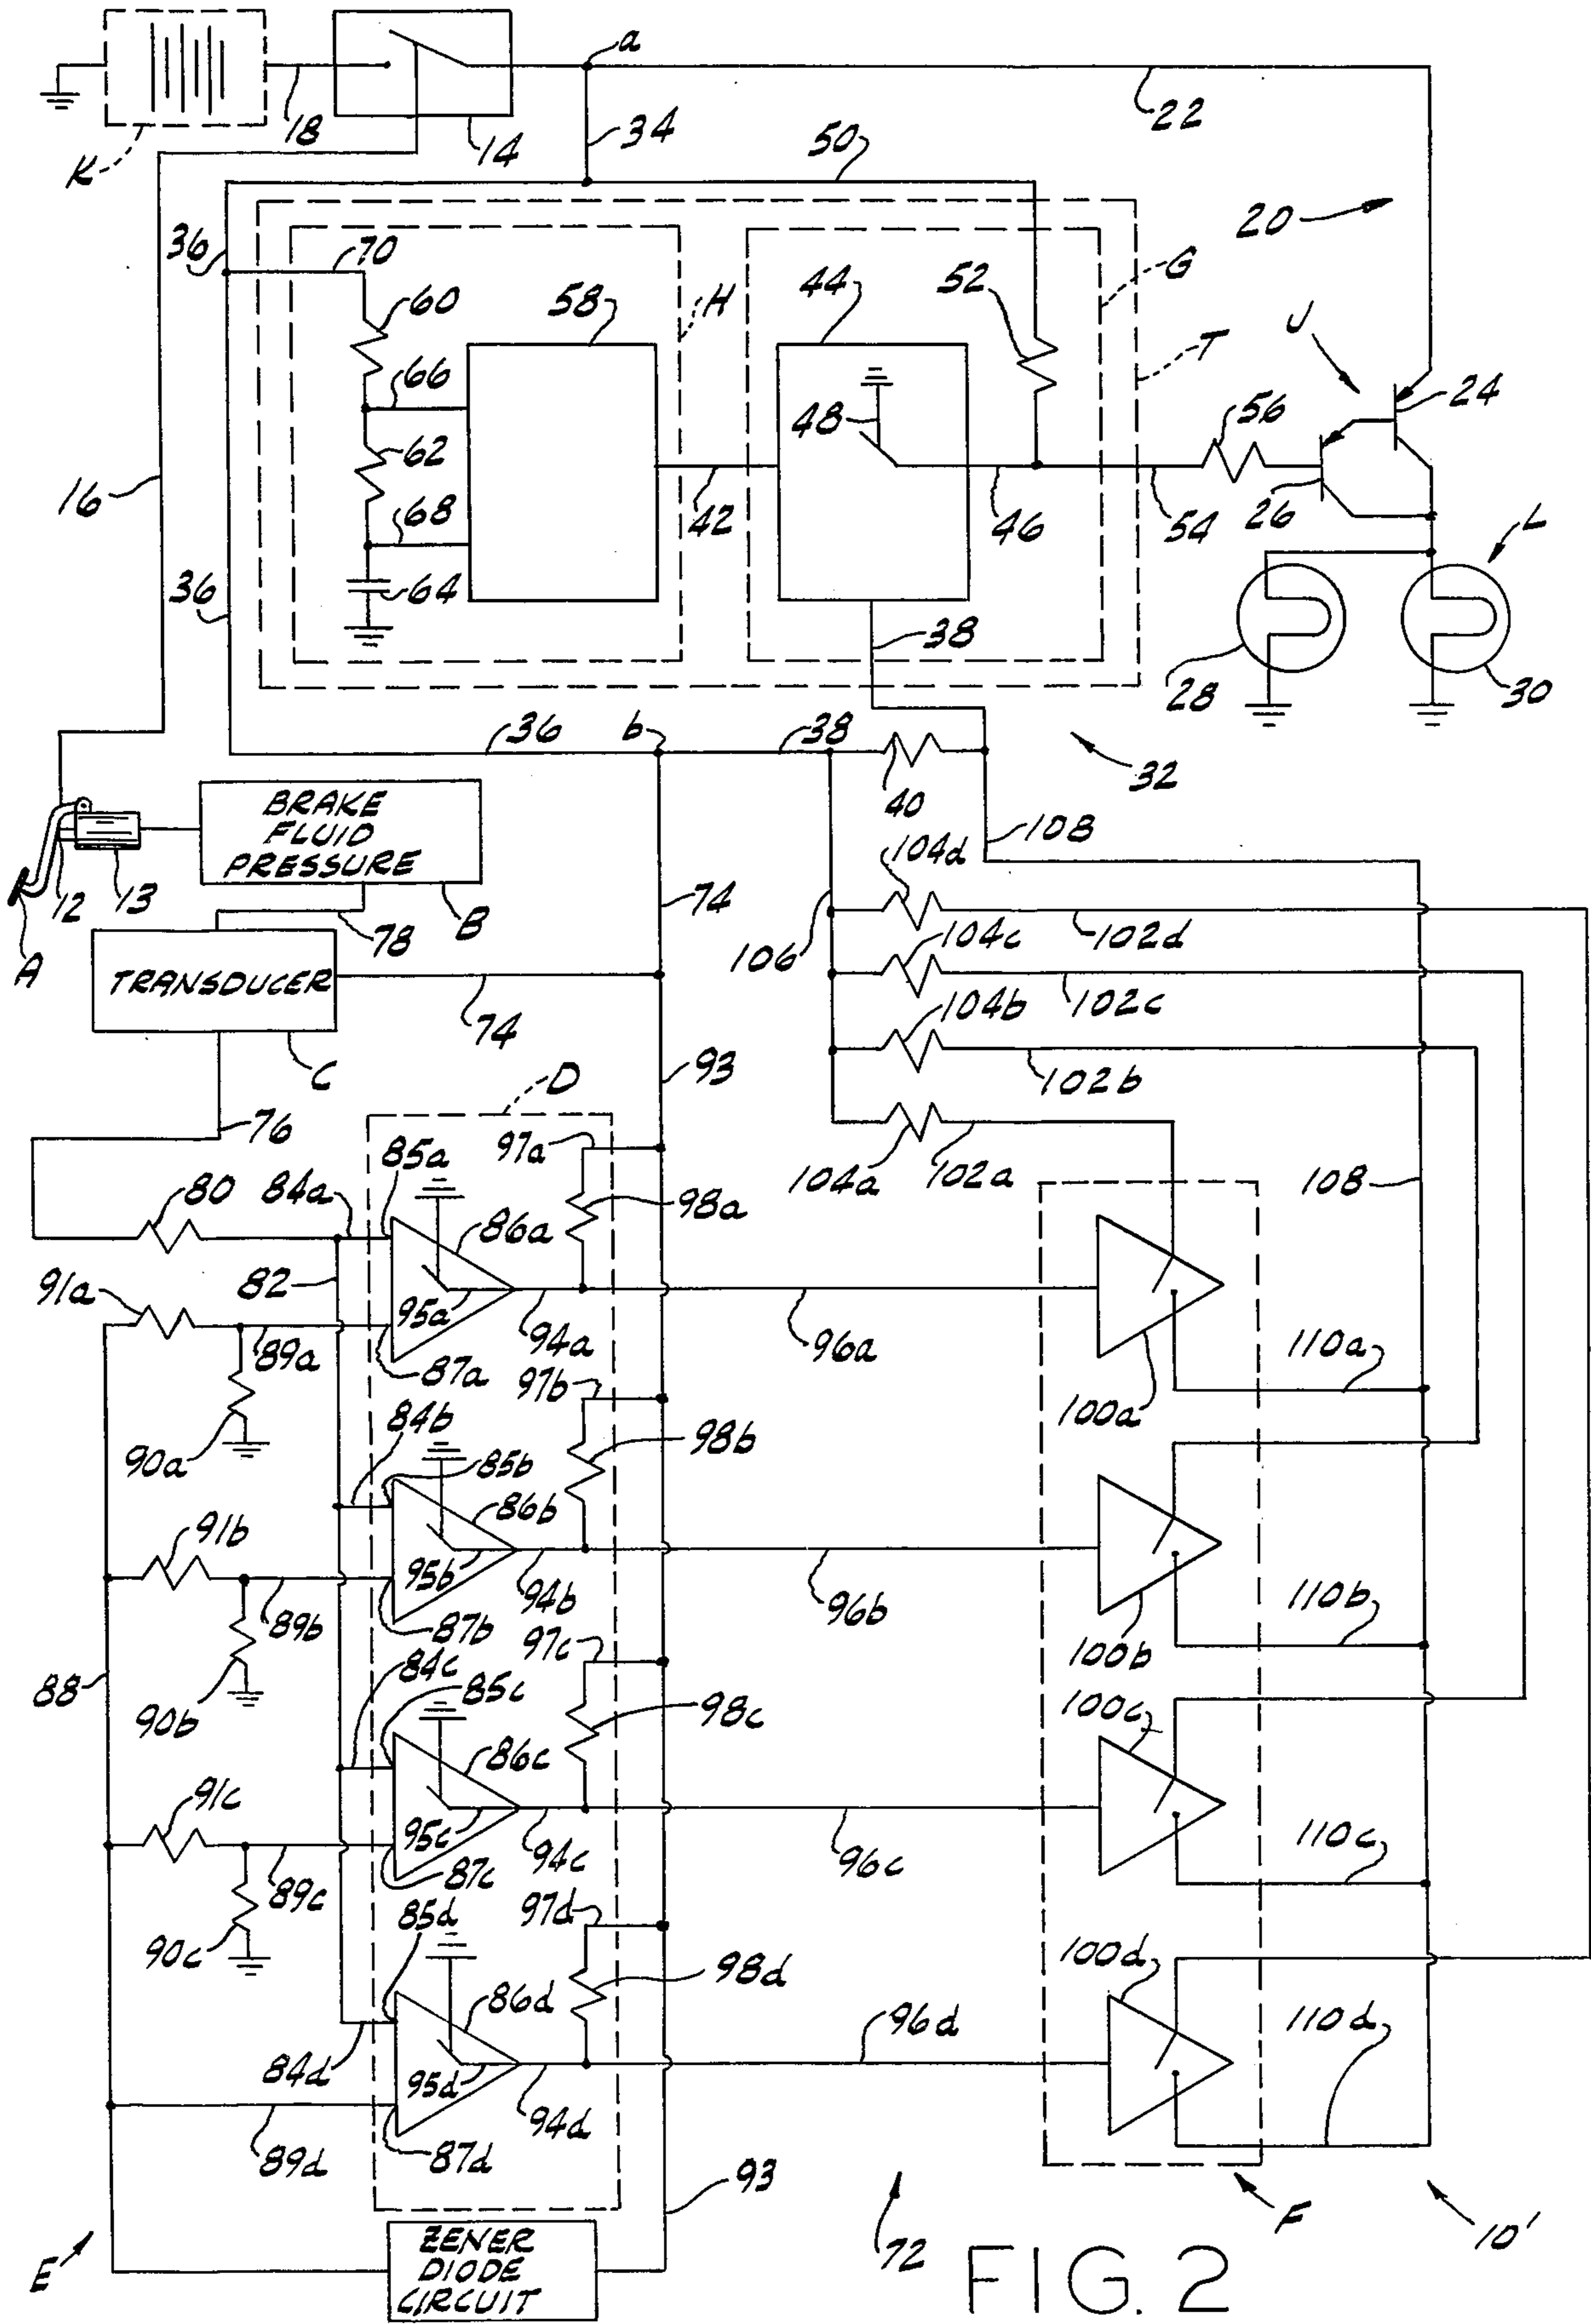 a
18
14
K
34
22
50
20
36
70
60
58
H
44
52
G
T
J
66
48
24
56
62
16
68
42
46
54
26
L
36
64
38
28
30
36
b
38
40
32
BRAKE
FLUID
PRESSURE
108
104d
12
13
78
B
74
106
102d
A
TRANSDUCER
104c
74
102c
104b
C
D
93
102b
76
97a
85a
104a
102a
108
80
84a
98a
86a
91a
82
95a
94a
96a
110a
89a
87a
97b
100a
84b
98b
90a
85b
86b
91b
95b
94b
96b
110b
89b
87b
97c
100b
88
84c
85c
98c
100c
90b
86c
91c
95c
94c
96c
110c
89c
87c
97d
85d
90c
98d
100d
86d
96d
110d
84d
95d
94d
89d
87d
93
E
ZENER
DIODE
CIRCUIT
72
F
10'
FIG. 2